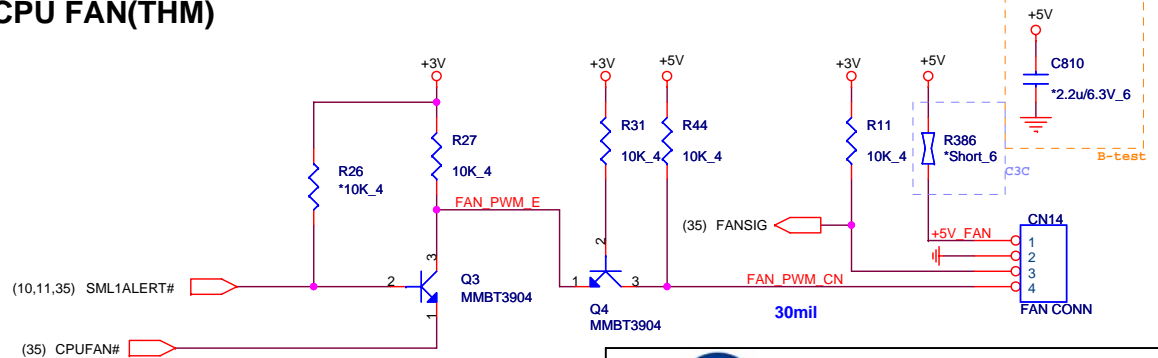 CPU FAN(THM)
+5V
C810
*2.2u/6.3V_6
B-test
+3V
+3V
+5V
+3V
+5V
R26
*10K_4
R27
10K_4
R31
10K_4
R44
10K_4
R11
10K_4
R386
*Short_6
C3C
FAN_PWM_E
(35) FANSIG
+5V_FAN
CN14
1
2
3
4
FAN CONN
(10,11,35) SML1ALERT#
2
3
1
Q3
MMBT3904
2
1
3
Q4
MMBT3904
FAN_PWM_CN
30mil
(35) CPUFAN#